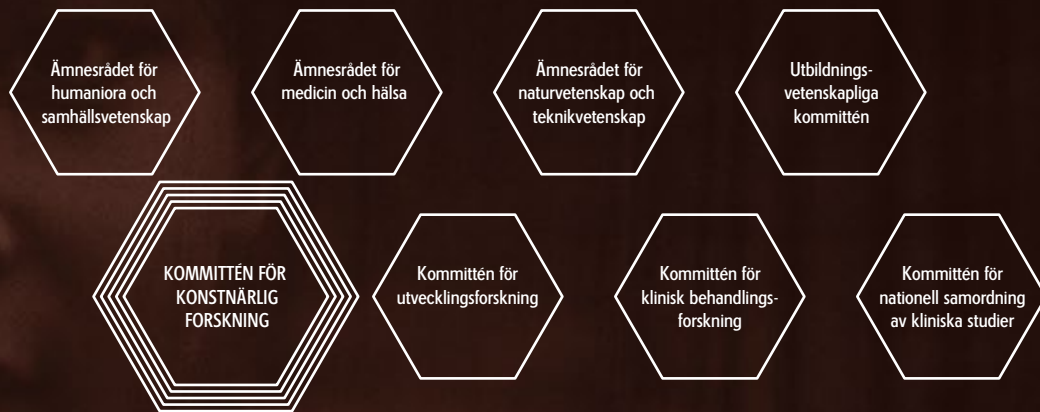 Ämnesrådet för
humaniora och
samhällsvetenskap
Ämnesrådet för
medicin och hälsa
Ämnesrådet för
naturvetenskap och
teknikvetenskap
Utbildnings-
vetenskapliga
kommittén
KOMMITTÉN FÖR
KONSTNÄRLIG
FORSKNING
Kommittén för
utvecklingsforskning
Kommittén för
klinisk behandlings-
forskning
Kommittén för
nationell samordning
av kliniska studier